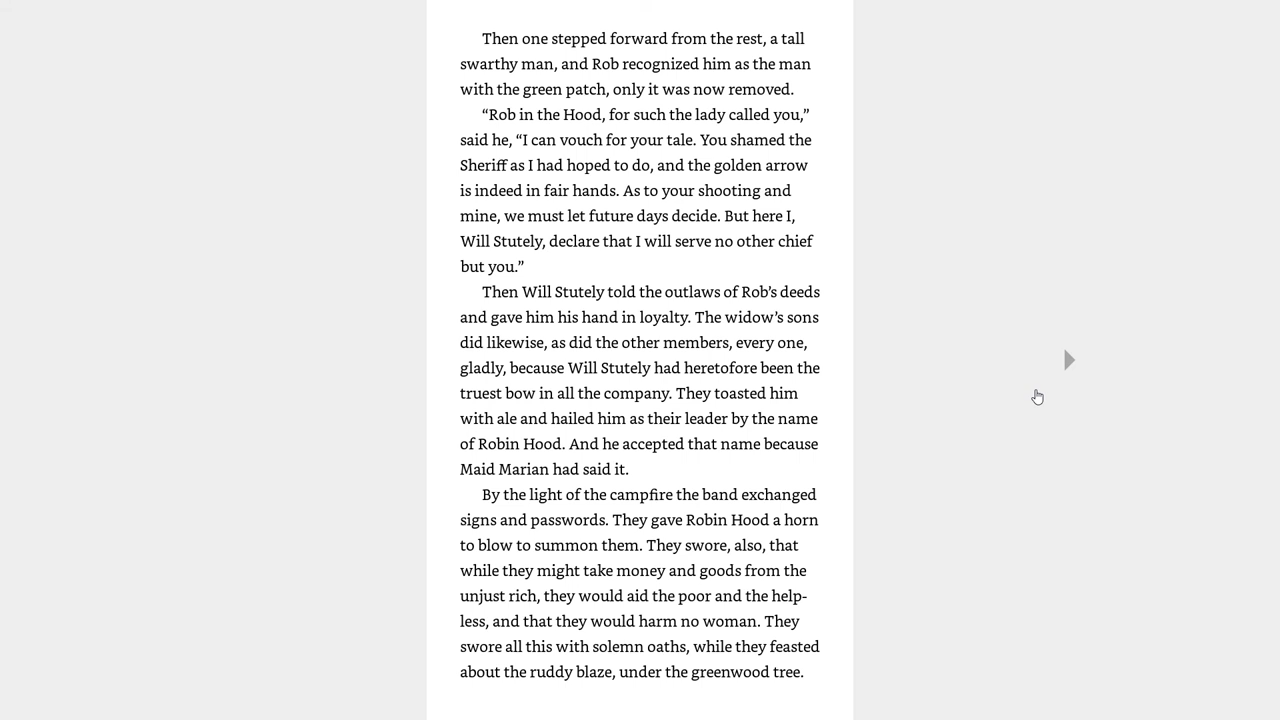 Then one stepped forward from the rest, a tall
swarthy man, and Rob recognized him as the man
with the green patch, only it was now removed.
“Rob in the Hood, for such the lady called you,”
said he, “I can vouch for your tale. You shamed the
Sheriff as I had hoped to do, and the golden arrow
is indeed in fair hands. As to your shooting and
mine, we must let future days decide. But here I,
Will Stutely, declare that I will serve no other chief
but you.”
Then Will Stutely told the outlaws of Rob’s deeds
and gave him his hand in loyalty. The widow’s sons
did likewise, as did the other members, every one,
gladly, because Will Stutely had heretofore been the
truest bow in all the company. They toasted him
with ale and hailed him as their leader by the name
of Robin Hood. And he accepted that name because
Maid Marian had said it.
By the light of the campfire the band exchanged
signs and passwords. They gave Robin Hood a horn
to blow to summon them. They swore, also, that
while they might take money and goods from the
unjust rich, they would aid the poor and the help-
less, and that they would harm no woman. They
swore all this with solemn oaths, while they feasted
about the ruddy blaze, under the greenwood tree.